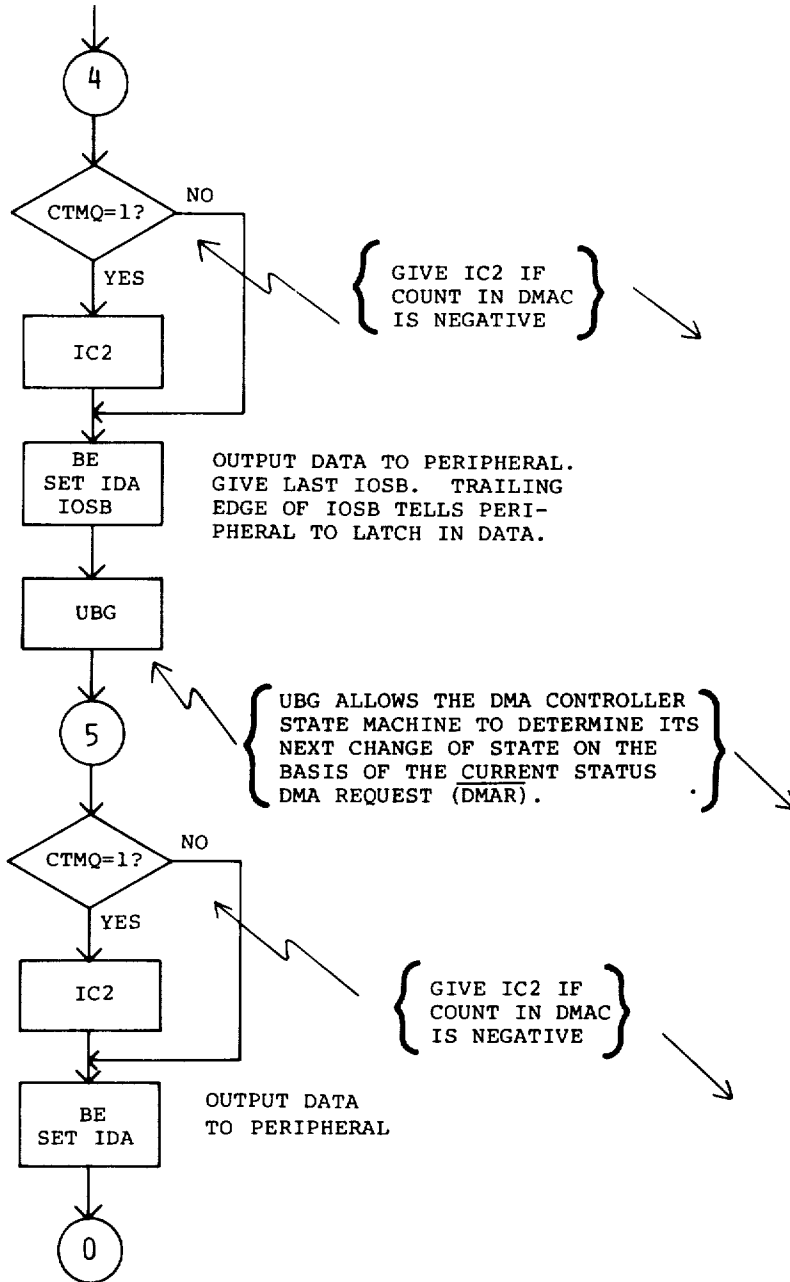 4
CTMQ=1?
NO
YES
GIVE IC2 IF
COUNT IN DMAC
IS NEGATIVE
IC2
BE
SET IDA
IOSB
OUTPUT DATA TO PERIPHERAL.
GIVE LAST IOSB. TRAILING
EDGE OF IOSB TELLS PERI-
PHERAL TO LATCH IN DATA.
UBG
UBG ALLOWS THE DMA CONTROLLER
STATE MACHINE TO DETERMINE ITS
NEXT CHANGE OF STATE ON THE
BASIS OF THE CURRENT STATUS
DMA REQUEST (DMAR).
5
CTMQ=1?
NO
YES
GIVE IC2 IF
COUNT IN DMAC
IS NEGATIVE
IC2
BE
SET IDA
OUTPUT DATA
TO PERIPHERAL
0